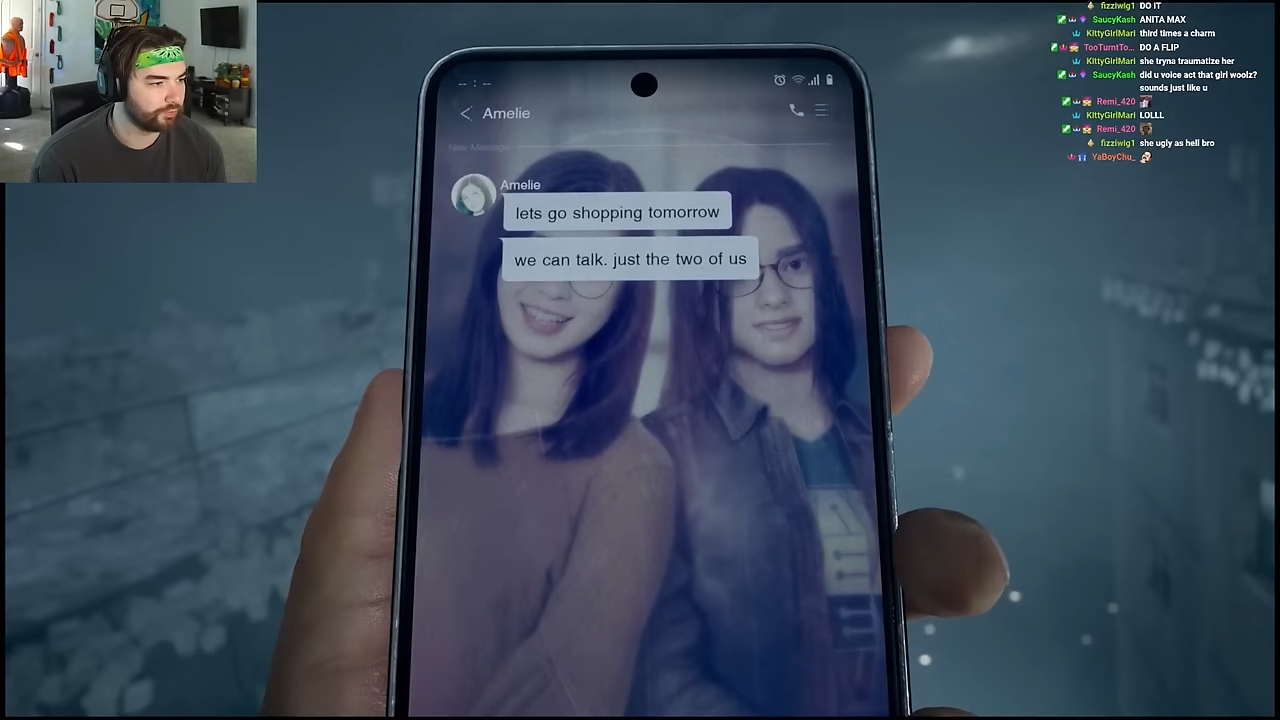 Amelie
New Message
Amelie
lets go shopping tomorrow
we can talk. just the two of us
fizziwig1 DO IT
SaucyKash ANITA MAX
KittyGirlMari third times a charm
TooTurntTo... DO A FLIP
KittyGirlMari she tryna traumatize her
SaucyKash did u voice act that girl woolz?
sounds just like u
Remi_420
KittyGirlMari LOLLL
Remi_420
fizziwig1 she ugly as hell bro
YaBoyChu_